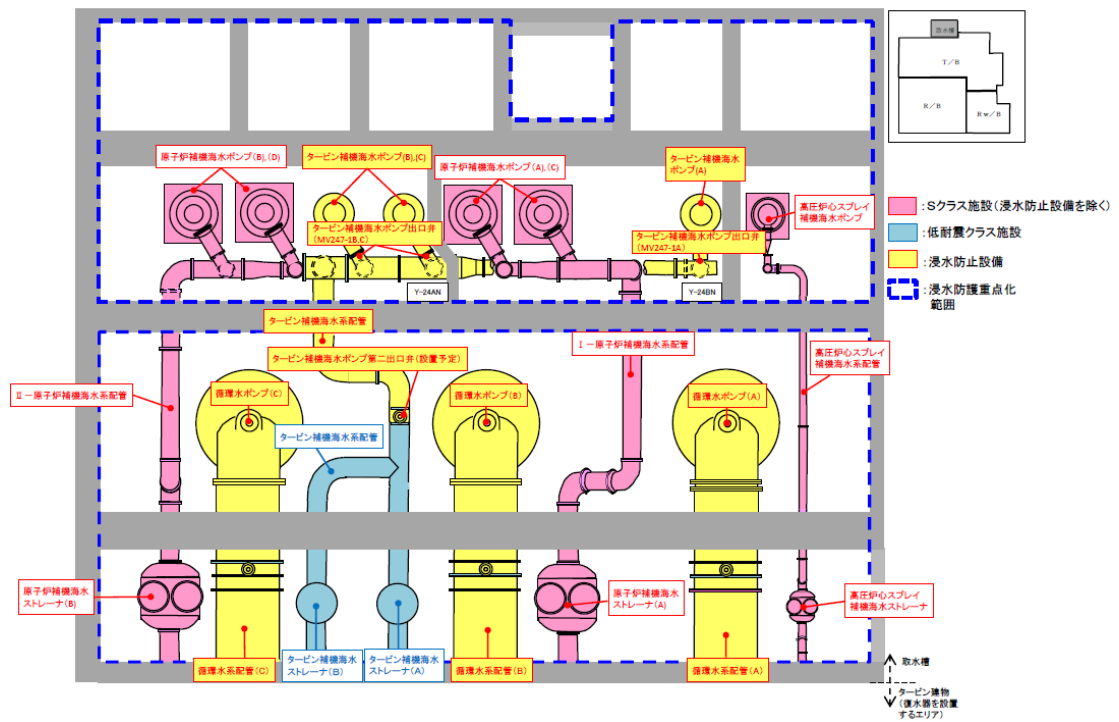 取水槽
T/B
R/B
Rw/B
原子炉補機海水ポンプ(B),(D)
タービン補機海水ポンプ(B),(C)
原子炉補機海水ポンプ(A),(C)
タービン補機海水
ポンプ(A)
高圧炉心スプレイ
補機海水ポンプ
タービン補機海水ポンプ出口弁
(MV247-1B,C)
タービン補機海水ポンプ出口弁
(MV247-1A)
Y-24AN
Y-24BN
:Sクラス施設(浸水防止設備を除く)
:低耐震クラス施設
:浸水防止設備
:浸水防護重点化
範囲
タービン補機海水系配管
タービン補機海水ポンプ第二出口弁(設置予定)
Ⅰ-原子炉補機海水系配管
高圧炉心スプレイ
補機海水系配管
Ⅱ-原子炉補機海水系配管
循環水ポンプ(C)
循環水ポンプ(B)
循環水ポンプ(A)
タービン補機海水系配管
原子炉補機海水
ストレーナ(B)
原子炉補機海水
ストレーナ(A)
高圧炉心スプレイ
補機海水ストレーナ
循環水系配管(C)
タービン補機海水
ストレーナ(B)
タービン補機海水
ストレーナ(A)
循環水系配管(B)
循環水系配管(A)
取水槽
タービン建物
(復水器を設置
するエリア)